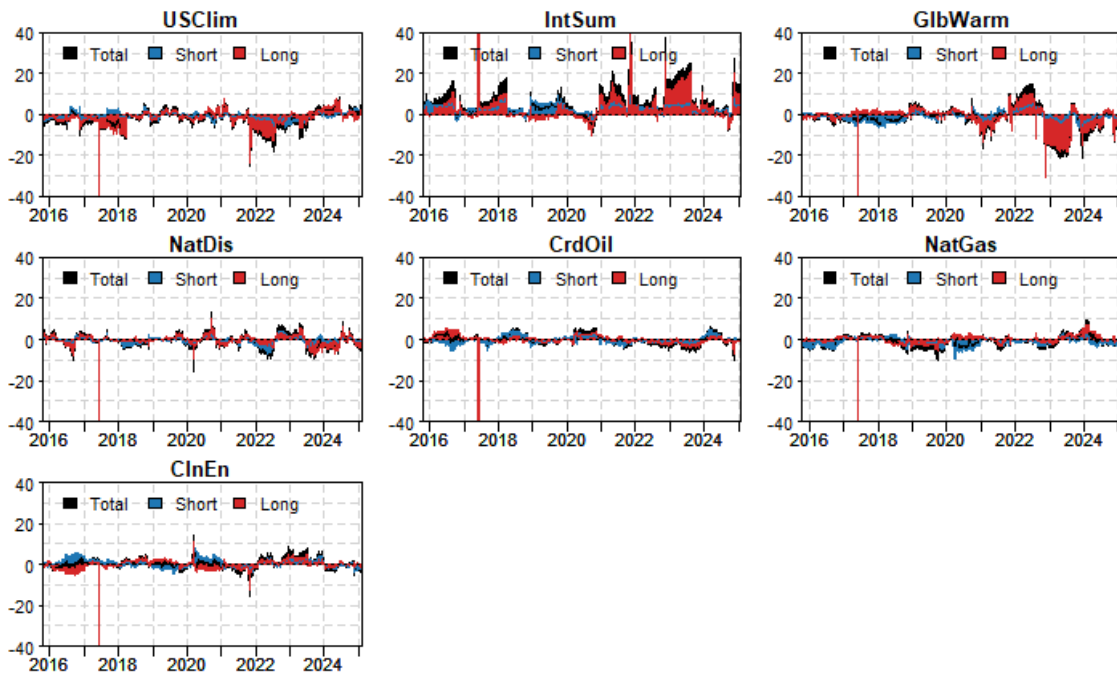 USClim IntSum GlbWarm
40 40 40
Total Short Long Total Short Long Total Short Long
20 20 20
0 0 0
-20 -20 -20
-40 -40 -40
2016 2018 2020 2022 2024 2016 2018 2020 2022 2024 2016 2018 2020 2022 2024
NatDis CrdOil NatGas
40 40 40
Total Short Long Total Short Long Total Short Long
20 20 20
0 0 0
-20 -20 -20
-40 -40 -40
2016 2018 2020 2022 2024 2016 2018 2020 2022 2024 2016 2018 2020 2022 2024
ClnEn
40
Total Short Long
20
0
-20
-40
2016 2018 2020 2022 2024